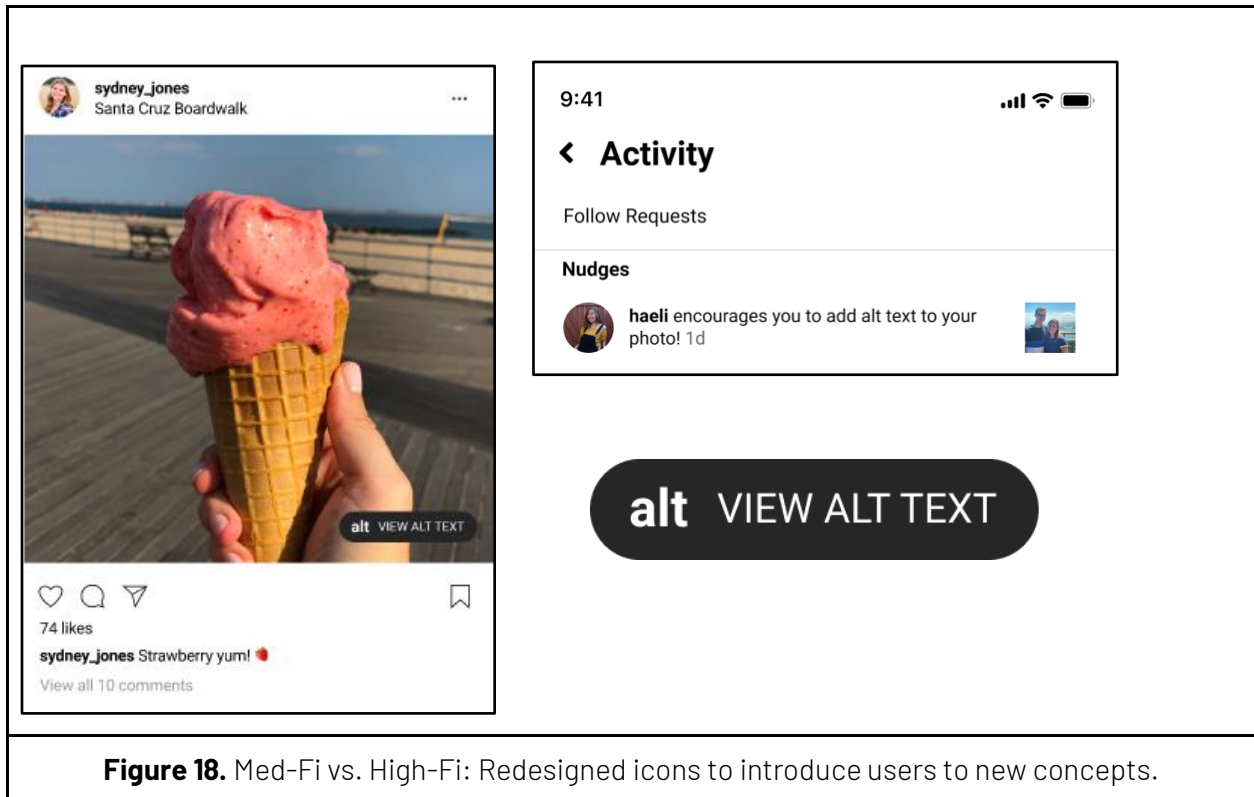 sydney_jones
Santa Cruz Boardwalk
...
alt VIEW ALT TEXT
74 likes
sydney_jones Strawberry yum! 🍓
View all 10 comments
9:41
Activity
Follow Requests
Nudges
haeli encourages you to add alt text to your
photo! 1d
alt VIEW ALT TEXT
Figure 18. Med-Fi vs. High-Fi: Redesigned icons to introduce users to new concepts.